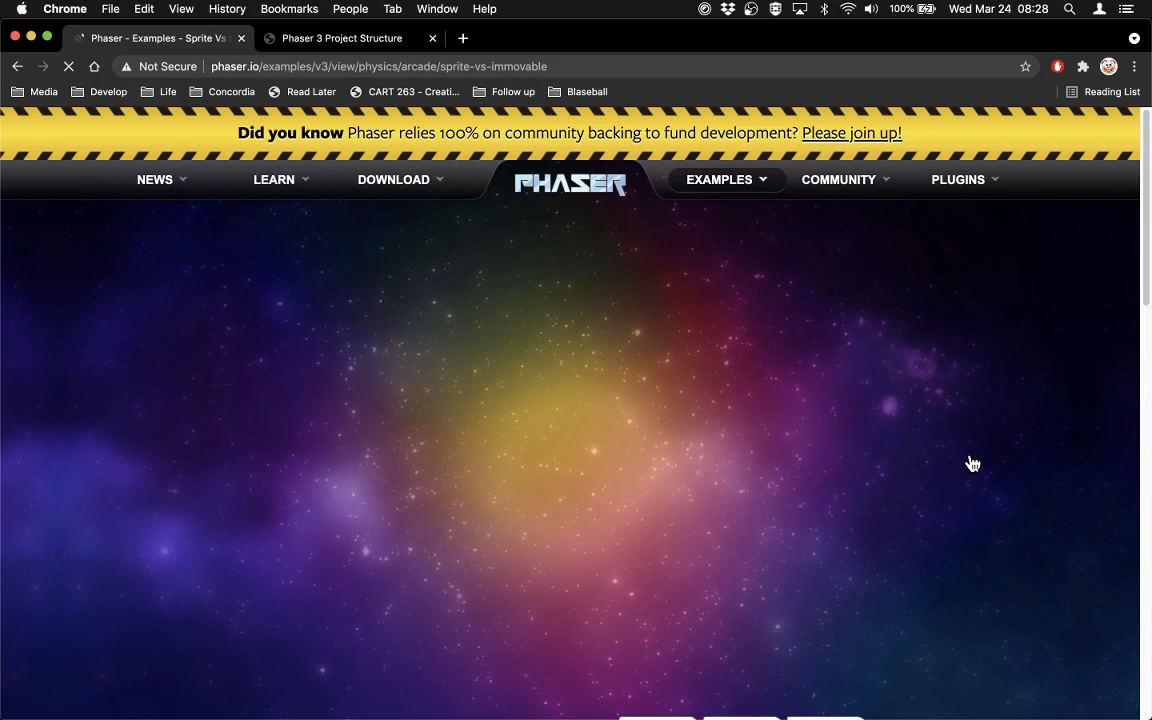 Chrome File Edit View History Bookmarks People Tab Window Help 100% Wed Mar 24 08:28
Phaser - Examples - Sprite Vs Phaser 3 Project Structure
Not Secure phaser.io/examples/v3/view/physics/arcade/sprite-vs-immovable
Media Develop Life Concordia Read Later CART 263 - Creati... Follow up Blaseball Reading List
Did you know Phaser relies 100% on community backing to fund development? Please join up!
NEWS LEARN DOWNLOAD PHASER EXAMPLES COMMUNITY PLUGINS